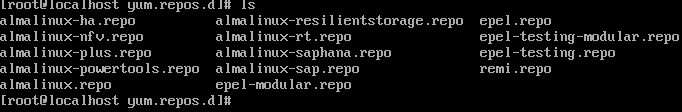 [root@localhost yum.repos.d]# ls
almalinux-ha.repo almalinux-resilientstorage.repo epel.repo
almalinux-nfv.repo almalinux-rt.repo epel-testing-modular.repo
almalinux-plus.repo almalinux-saphana.repo epel-testing.repo
almalinux-powertools.repo almalinux-sap.repo remi.repo
almalinux.repo epel-modular.repo
[root@localhost yum.repos.d]#